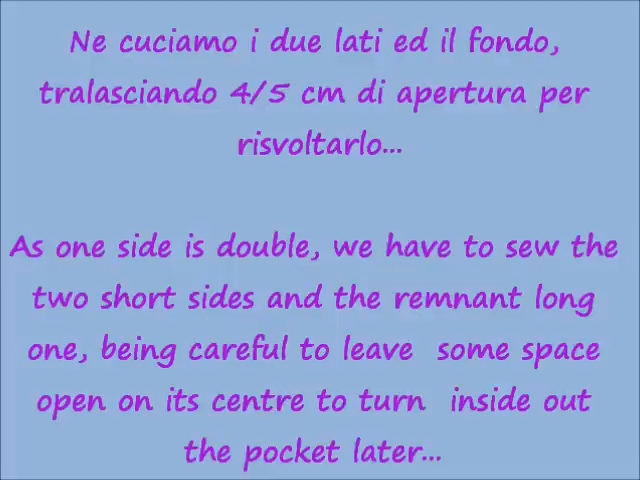 Ne cuciamo i due lati ed il fondo,
tralasciando 4/5 cm di apertura per
risvoltarlo...
As one side is double, we have to sew the
two short sides and the remnant long
one, being careful to leave some space
open on its centre to turn inside out
the pocket later...